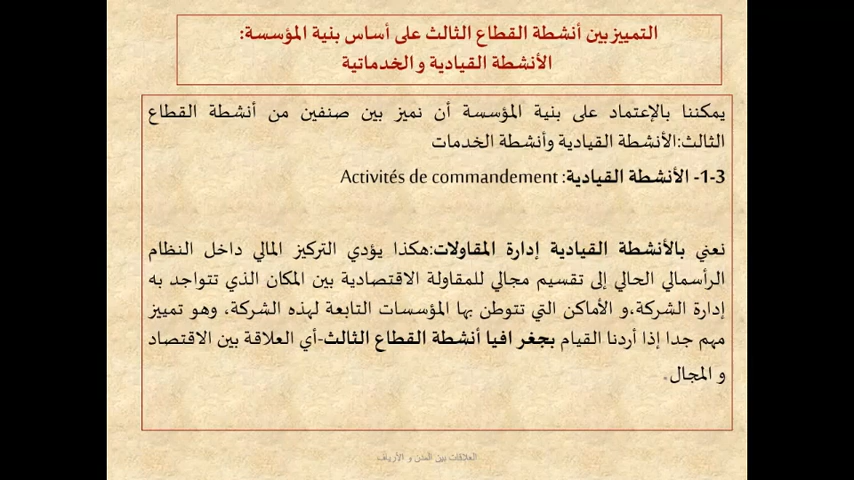 التمييز بين أنشطة القطاع الثالث على أساس بنية المؤسسة:
الأنشطة القيادية و الخدماتية
يمكننا بالإعتماد على بنية المؤسسة أن نميز بين صنفين من أنشطة القطاع
الثالث:الأنشطة القيادية وأنشطة الخدمات
3-1- الأنشطة القيادية: Activités de commandement
نعني بالأنشطة القيادية إدارة المقاولات:هكذا يؤدي التركيز المالي داخل النظام
الرأسمالي الحالي إلى تقسيم مجالي للمقاولة الاقتصادية بين المكان الذي تتواجد به
إدارة الشركة،و الأماكن التي تتوطن بها المؤسسات التابعة لهذه الشركة، وهو تمييز
مهم جدا إذا أردنا القيام بجغر افيا أنشطة القطاع الثالث-أي العلاقة بين الاقتصاد
و المجال.
العلاقات بين المدن و الأرياف